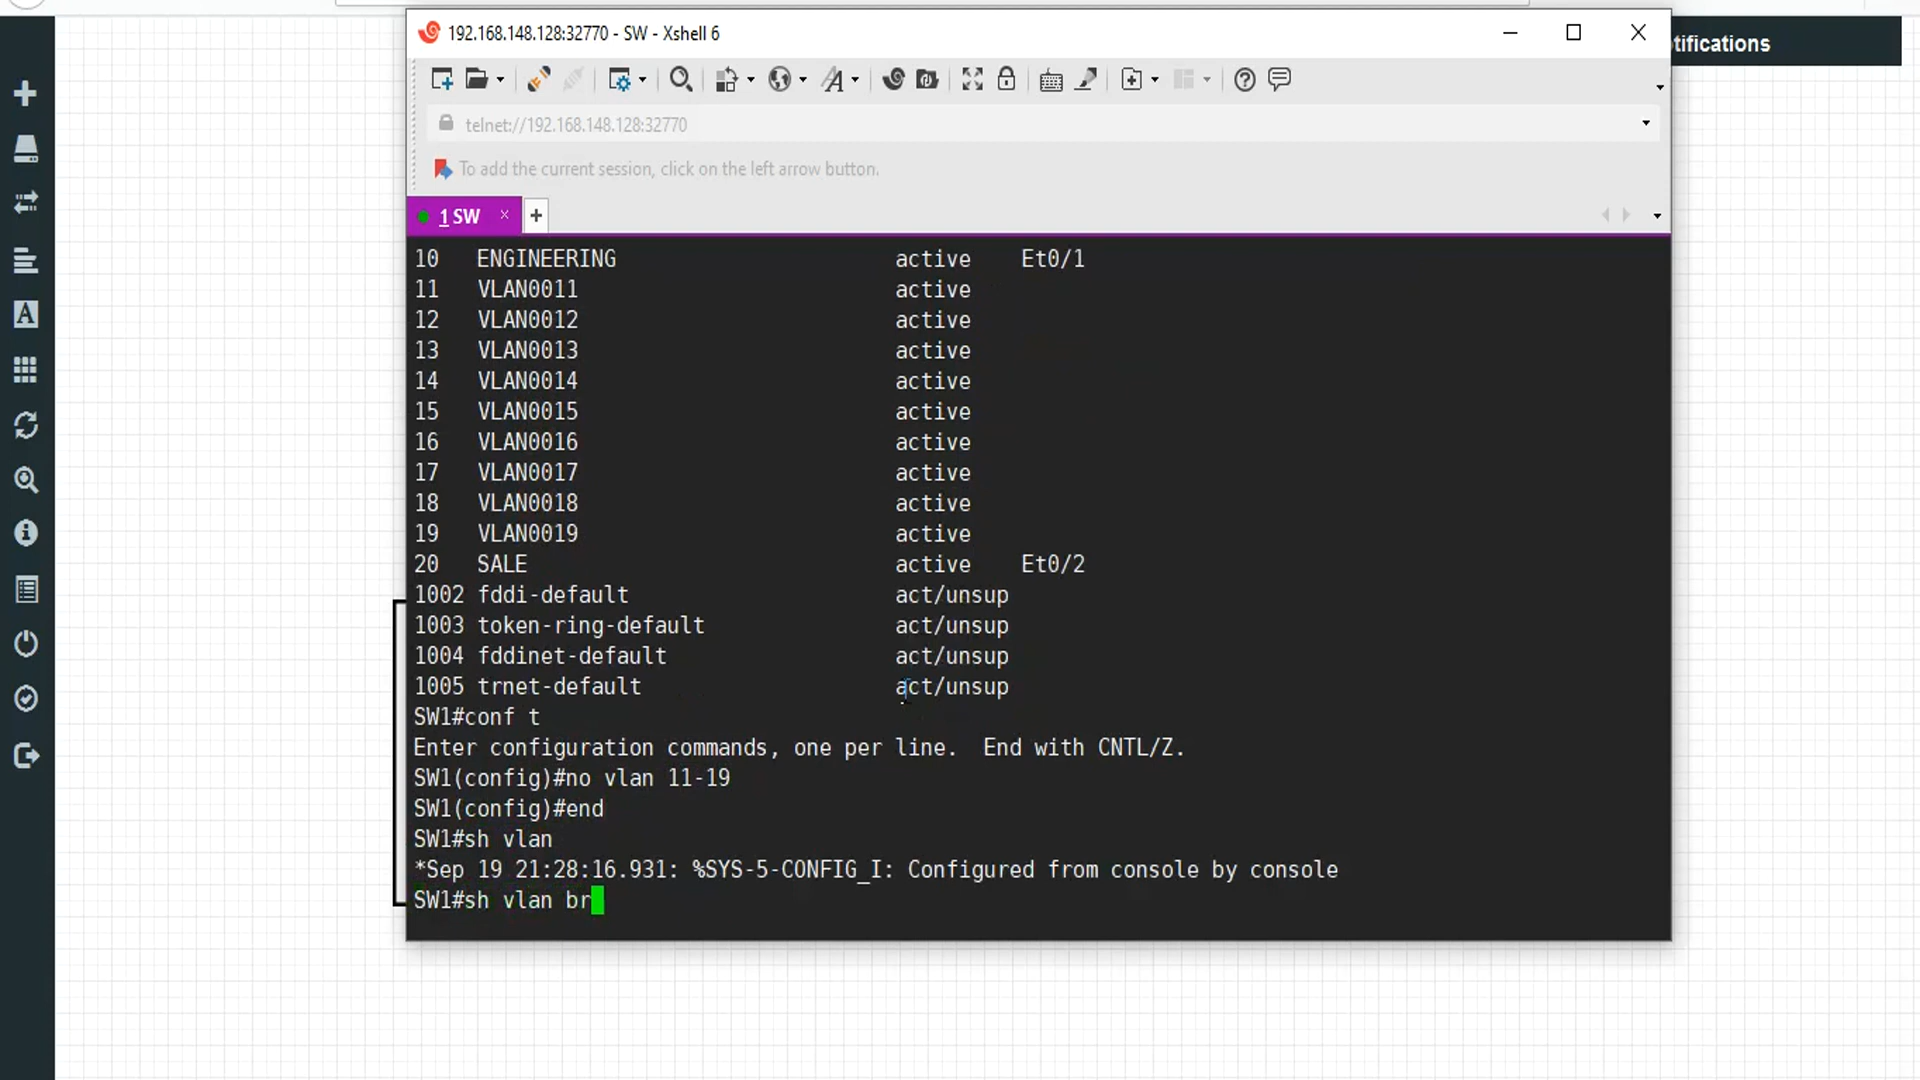 192.168.148.128:32770 - SW - Xshell 6
tifications
telnet://192.168.148.128:32770
To add the current session, click on the left arrow button.
1 SW
10 ENGINEERING active Et0/1
11 VLAN0011 active
12 VLAN0012 active
13 VLAN0013 active
14 VLAN0014 active
15 VLAN0015 active
16 VLAN0016 active
17 VLAN0017 active
18 VLAN0018 active
19 VLAN0019 active
20 SALE active Et0/2
1002 fddi-default act/unsup
1003 token-ring-default act/unsup
1004 fddinet-default act/unsup
1005 trnet-default act/unsup
SW1#conf t
Enter configuration commands, one per line. End with CNTL/Z.
SW1(config)#no vlan 11-19
SW1(config)#end
SW1#sh vlan
*Sep 19 21:28:16.931: %SYS-5-CONFIG_I: Configured from console by console
SW1#sh vlan br